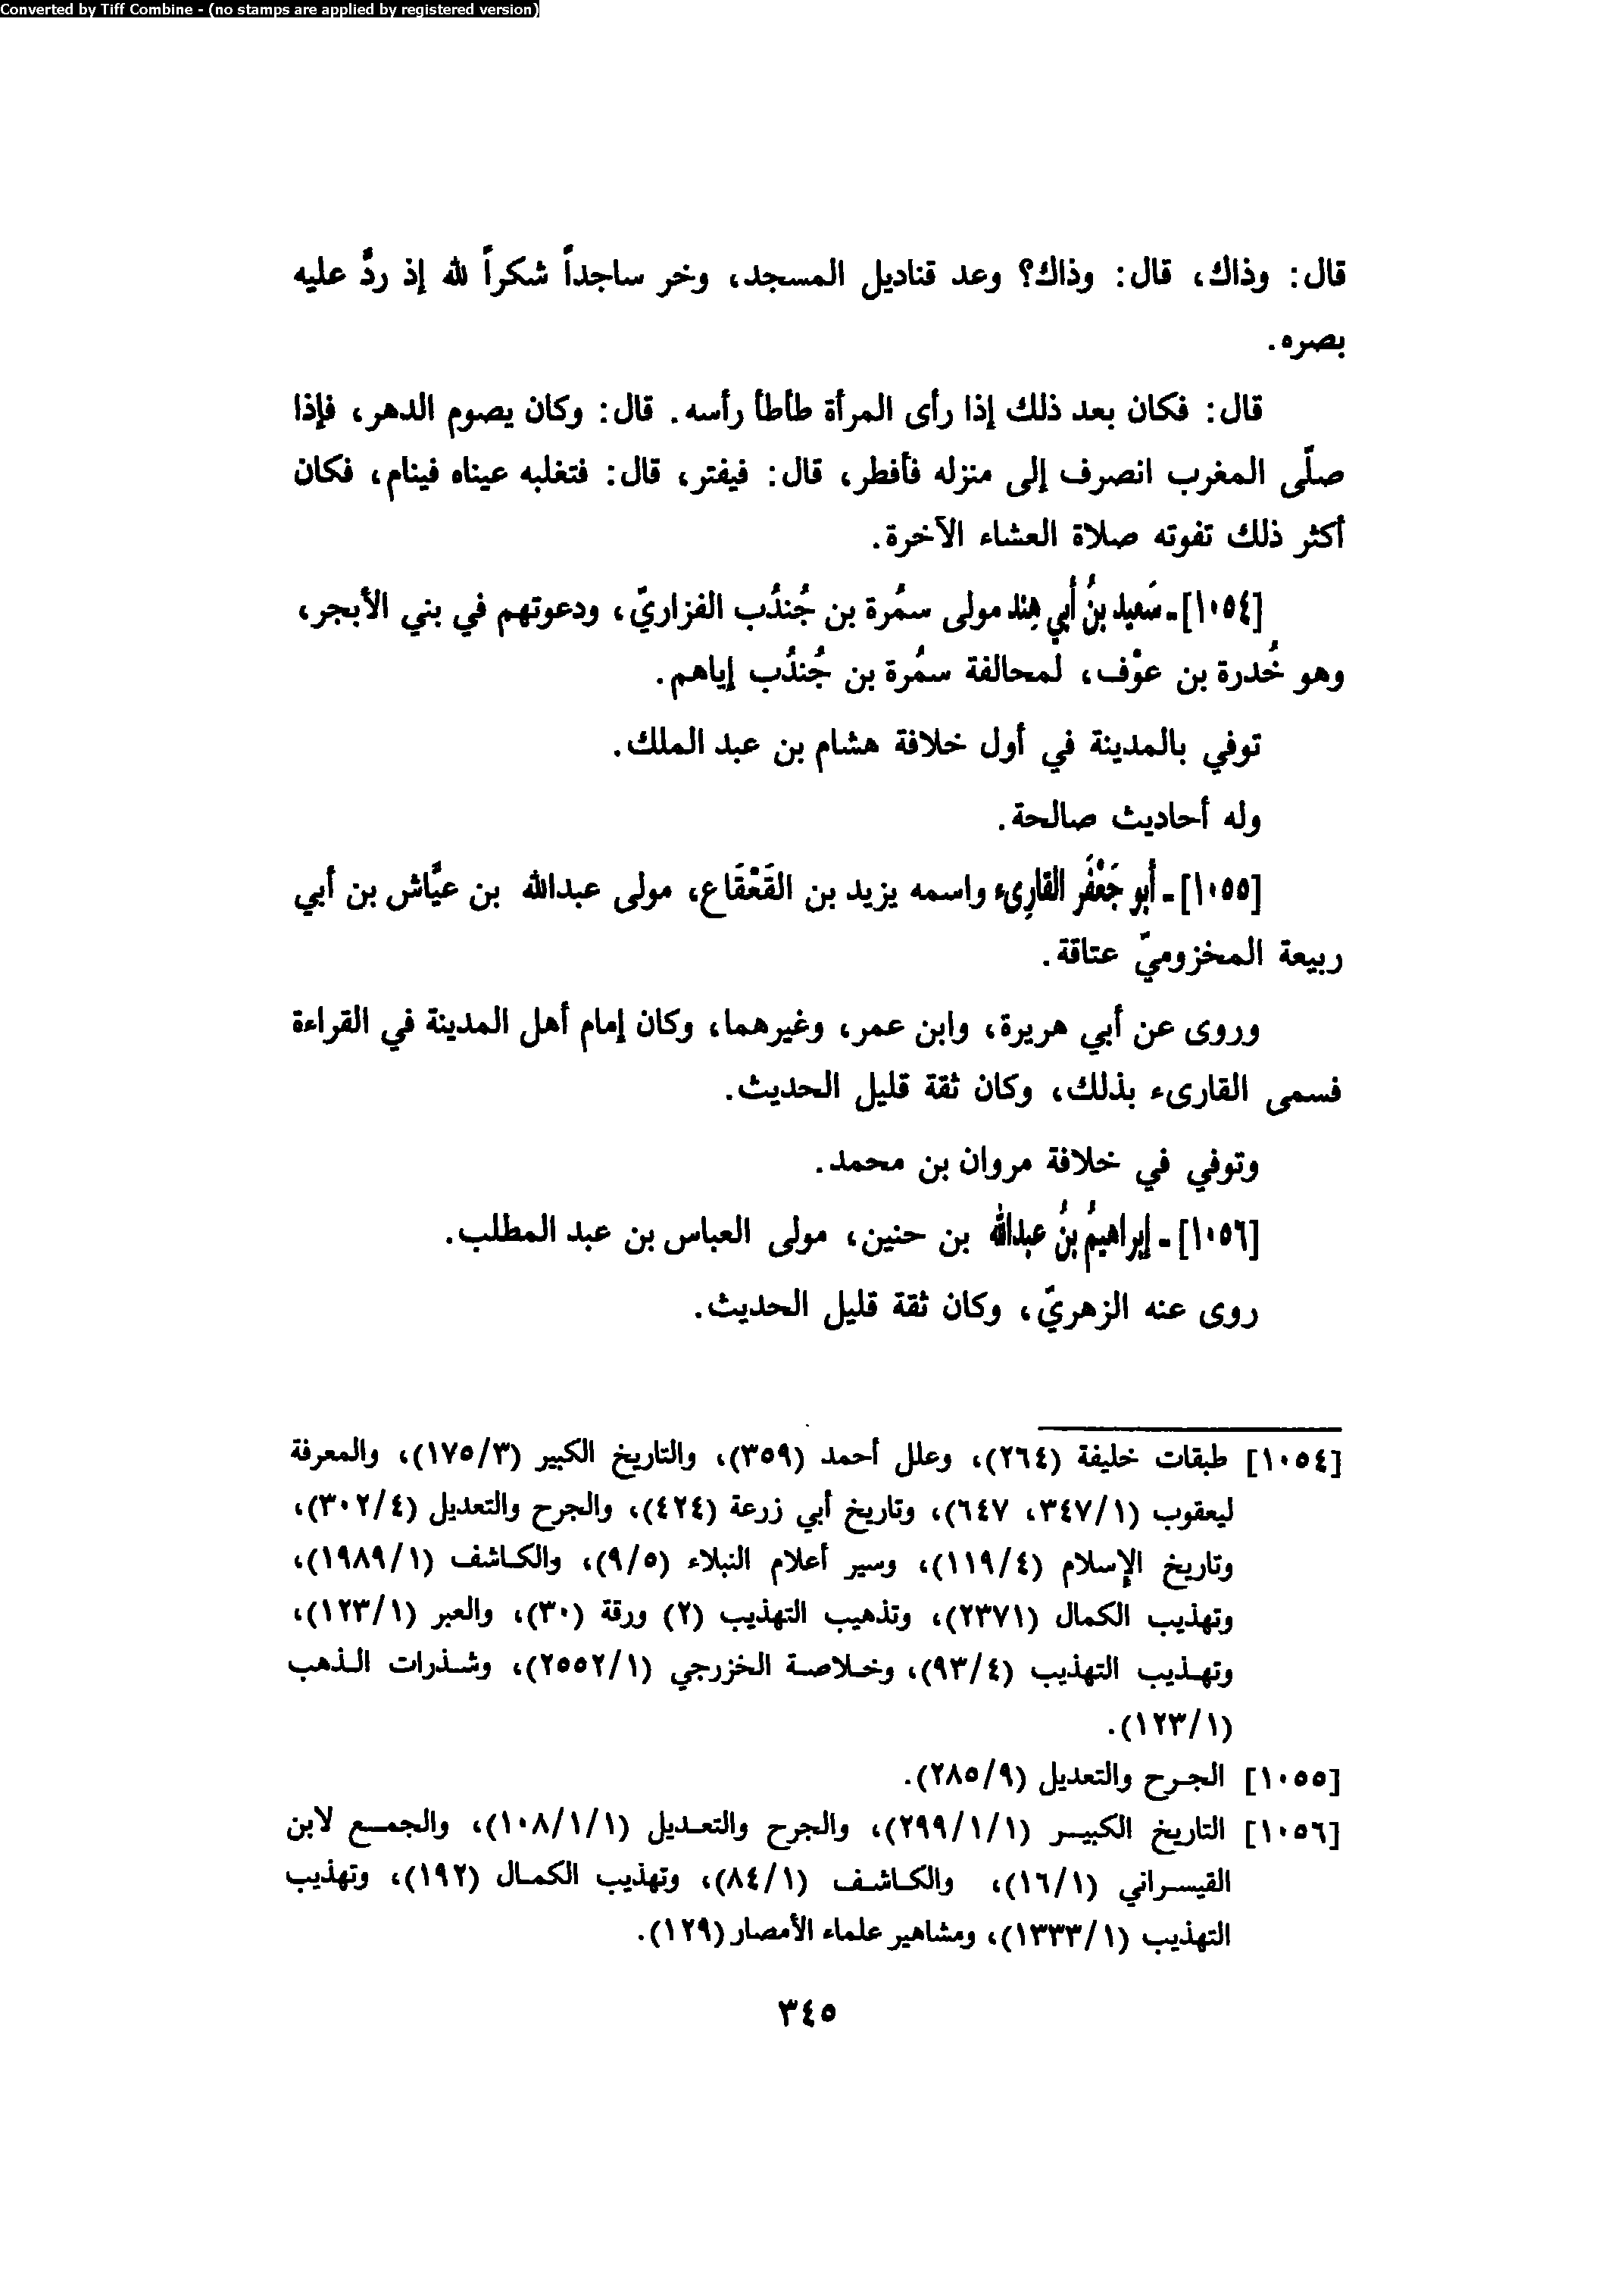 Converted by Tiff Combine - (no stamps are applied by registered version)
قال: وذاك، قال: وذاك؟ وعد قناديل المسجد، وخر ساجداً شكراً لله إذ ردَّ عليه
بصره.
قال: فكان بعد ذلك إذا رأى المرأة طأطأ رأسه. قال: وكان يصوم الدهر، فإذا
صلّى المغرب انصرف إلى منزله فأفطر، قال: فيفتر، قال: فتغلبه عيناه فينام، فكان
أكثر ذلك تفوته صلاة العشاء الآخرة.
[١٠٥٤]ـ سَعيد بنُ أَبي هِند مولى سمُرة بن جُندُب الفزاريّ، ودعوتهم في بني الأبجر،
وهو خُدرة بن عوْف، لمحالفة سمُرة بن جُندُب إياهم.
توفي بالمدينة في أول خلافة هشام بن عبد الملك.
وله أحاديث صالحة.
[١٠٥٥]ـ أَبو جَعْفَر القارِىء واسمه يزيد بن القَعْقَاع، مولى عبدالله بن عيَّاش بن أبي
ربيعة المخزوميّ عتاقة.
وروى عن أبي هريرة، وابن عمر، وغيرهما، وكان إمام أهل المدينة في القراءة
فسمى القارىء بذلك، وكان ثقة قليل الحديث.
وتوفي في خلافة مروان بن محمد.
[١٠٥٦]ـ إبراهيمُ بنُ عبدالله بن حنين، مولى العباس بن عبد المطلب.
روى عنه الزهريّ، وكان ثقة قليل الحديث.
[١٠٥٤] طبقات خليفة (٢٦٤)، وعلل أحمد (٣٥٩)، والتاريخ الكبير (١٧٥/٣)، والمعرفة
ليعقوب (٣٤٧/١، ٦٤٧)، وتاريخ أبي زرعة (٤٢٤)، والجرح والتعديل (٣٠٢/٤)،
وتاريخ الإسلام (١١٩/٤)، وسير أعلام النبلاء (٩/٥)، والكاشف (١٩٨٩/١)،
وتهذيب الكمال (٢٣٧١)، وتذهيب التهذيب (٢) ورقة (٣٠)، والعبر (١٢٣/١)،
وتهذيب التهذيب (٩٣/٤)، وخلاصة الخزرجي (٢٥٥٢/١)، وشذرات الذهب
(١٢٣/١).
[١٠٥٥] الجرح والتعديل (٢٨٥/٩).
[١٠٥٦] التاريخ الكبير (٢٩٩/١/١)، والجرح والتعديل (١٠٨/١/١)، والجمع لابن
القيسراني (١٦/١)، والكاشف (٨٤/١)، وتهذيب الكمال (١٩٢)، وتهذيب
التهذيب (١٣٣٣/١)، ومشاهير علماء الأمصار (١٢٩).
٣٤٥